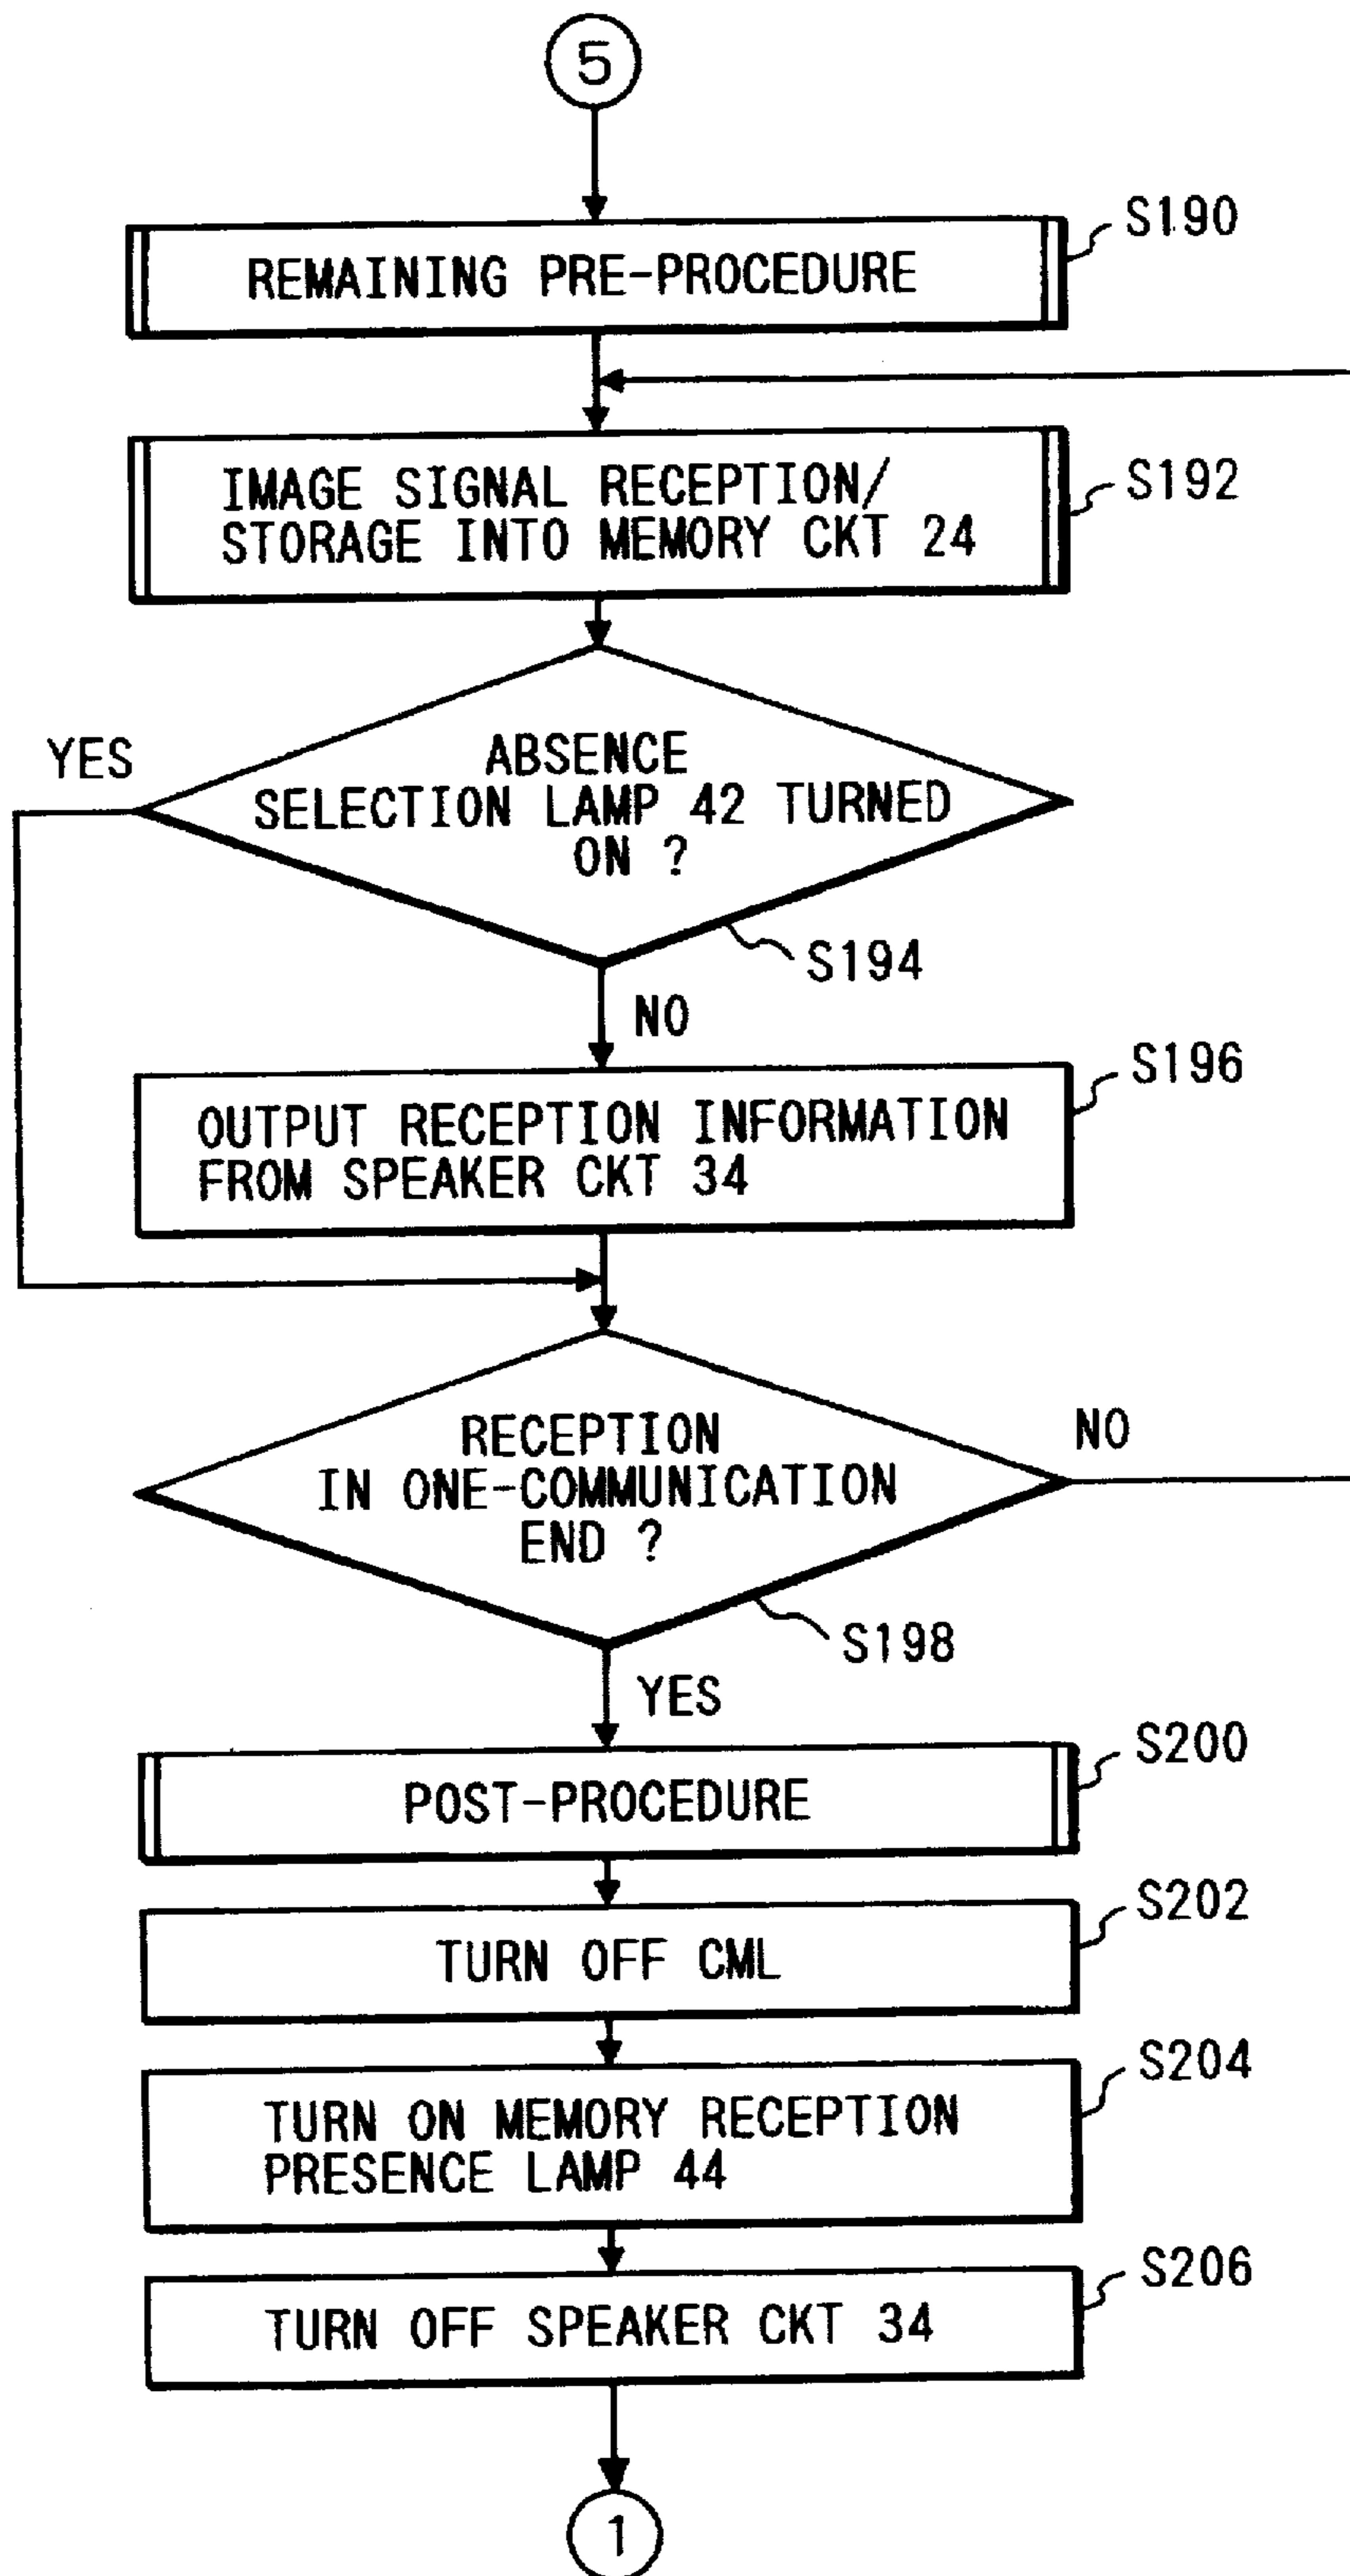 5
S190
REMAINING PRE-PROCEDURE
S192
IMAGE SIGNAL RECEPTION/
STORAGE INTO MEMORY CKT 24
YES
ABSENCE
SELECTION LAMP 42 TURNED
ON ?
S194
NO
S196
OUTPUT RECEPTION INFORMATION
FROM SPEAKER CKT 34
RECEPTION
IN ONE-COMMUNICATION
END ?
NO
S198
YES
S200
POST-PROCEDURE
S202
TURN OFF CML
S204
TURN ON MEMORY RECEPTION
PRESENCE LAMP 44
S206
TURN OFF SPEAKER CKT 34
1